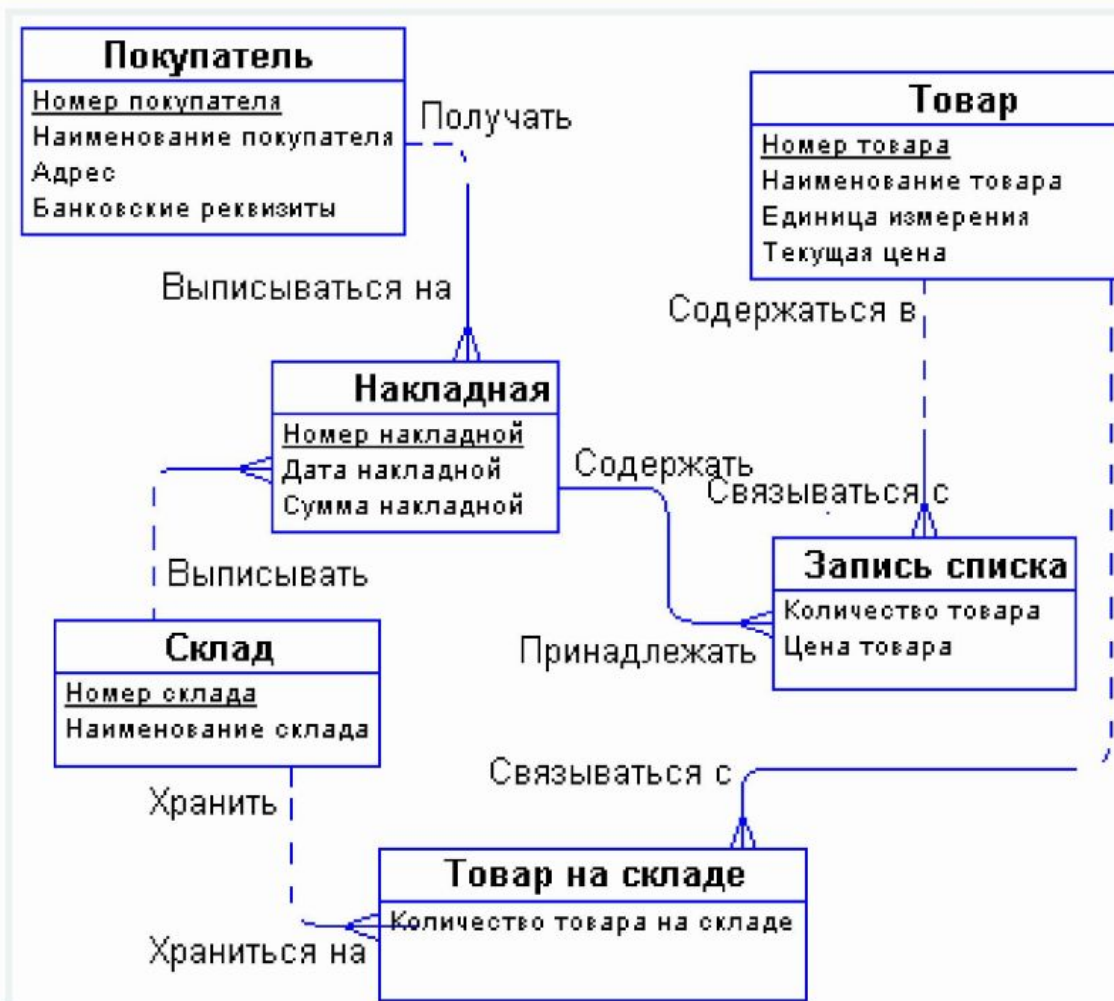 Покупатель
Номер покупателя
Наименование покупателя
Адрес
Банковские реквизиты
Получать
Товар
Номер товара
Наименование товара
Единица измерения
Текущая цена
Выписываться на
Содержаться в
Накладная
Номер накладной
Дата накладной
Сумма накладной
Содержать
Связываться с
Выписывать
Запись списка
Количество товара
Цена товара
Принадлежать
Склад
Номер склада
Наименование склада
Связываться с
Хранить
Товар на складе
Количество товара на складе
Храниться на